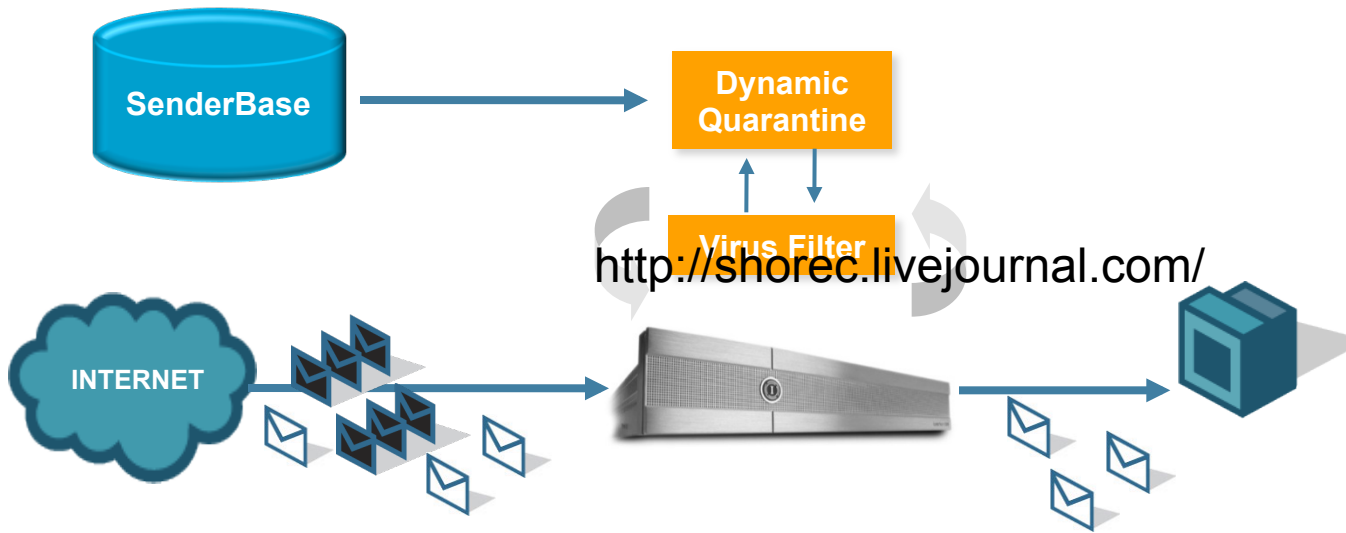 SenderBase
Dynamic
Quarantine
Virus Filter
http://shorec.livejournal.com/
INTERNET